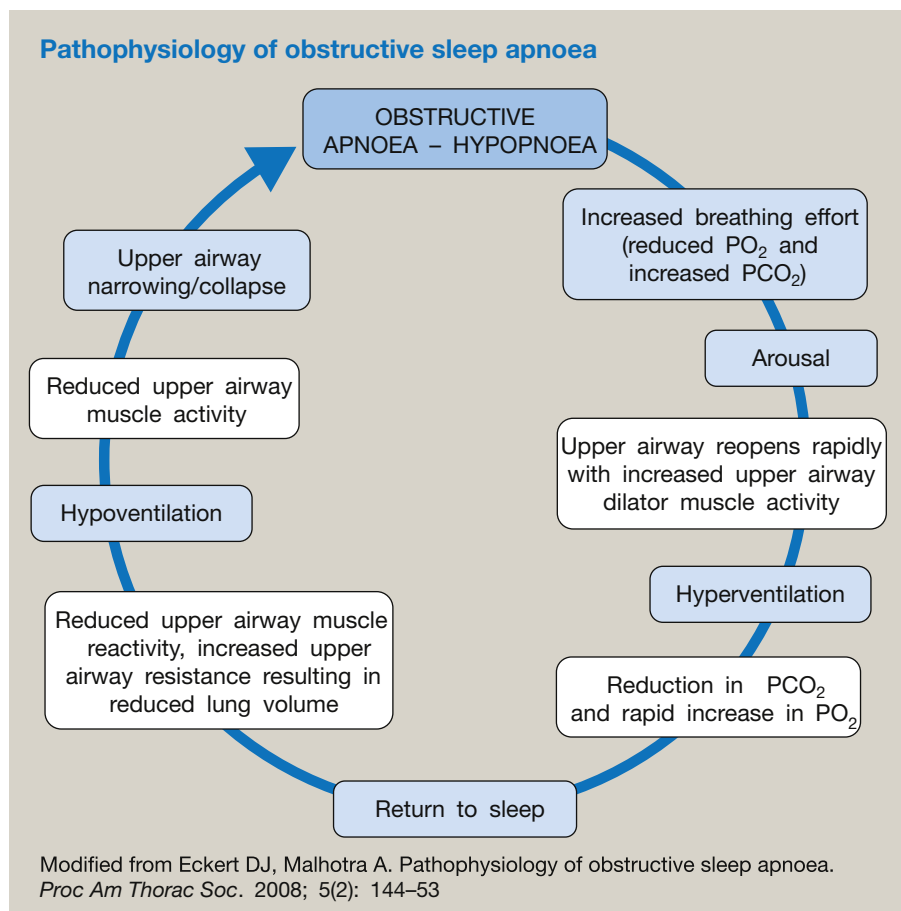 Pathophysiology of obstructive sleep apnoea
OBSTRUCTIVE
APNOEA – HYPOPNOEA
Increased breathing effort
(reduced PO₂ and
increased PCO₂)
Arousal
Upper airway reopens rapidly
with increased upper airway
dilator muscle activity
Hyperventilation
Reduction in PCO₂
and rapid increase in PO₂
Return to sleep
Reduced upper airway muscle
reactivity, increased upper
airway resistance resulting in
reduced lung volume
Hypoventilation
Reduced upper airway
muscle activity
Upper airway
narrowing/collapse
Modified from Eckert DJ, Malhotra A. Pathophysiology of obstructive sleep apnoea.
Proc Am Thorac Soc. 2008; 5(2): 144–53